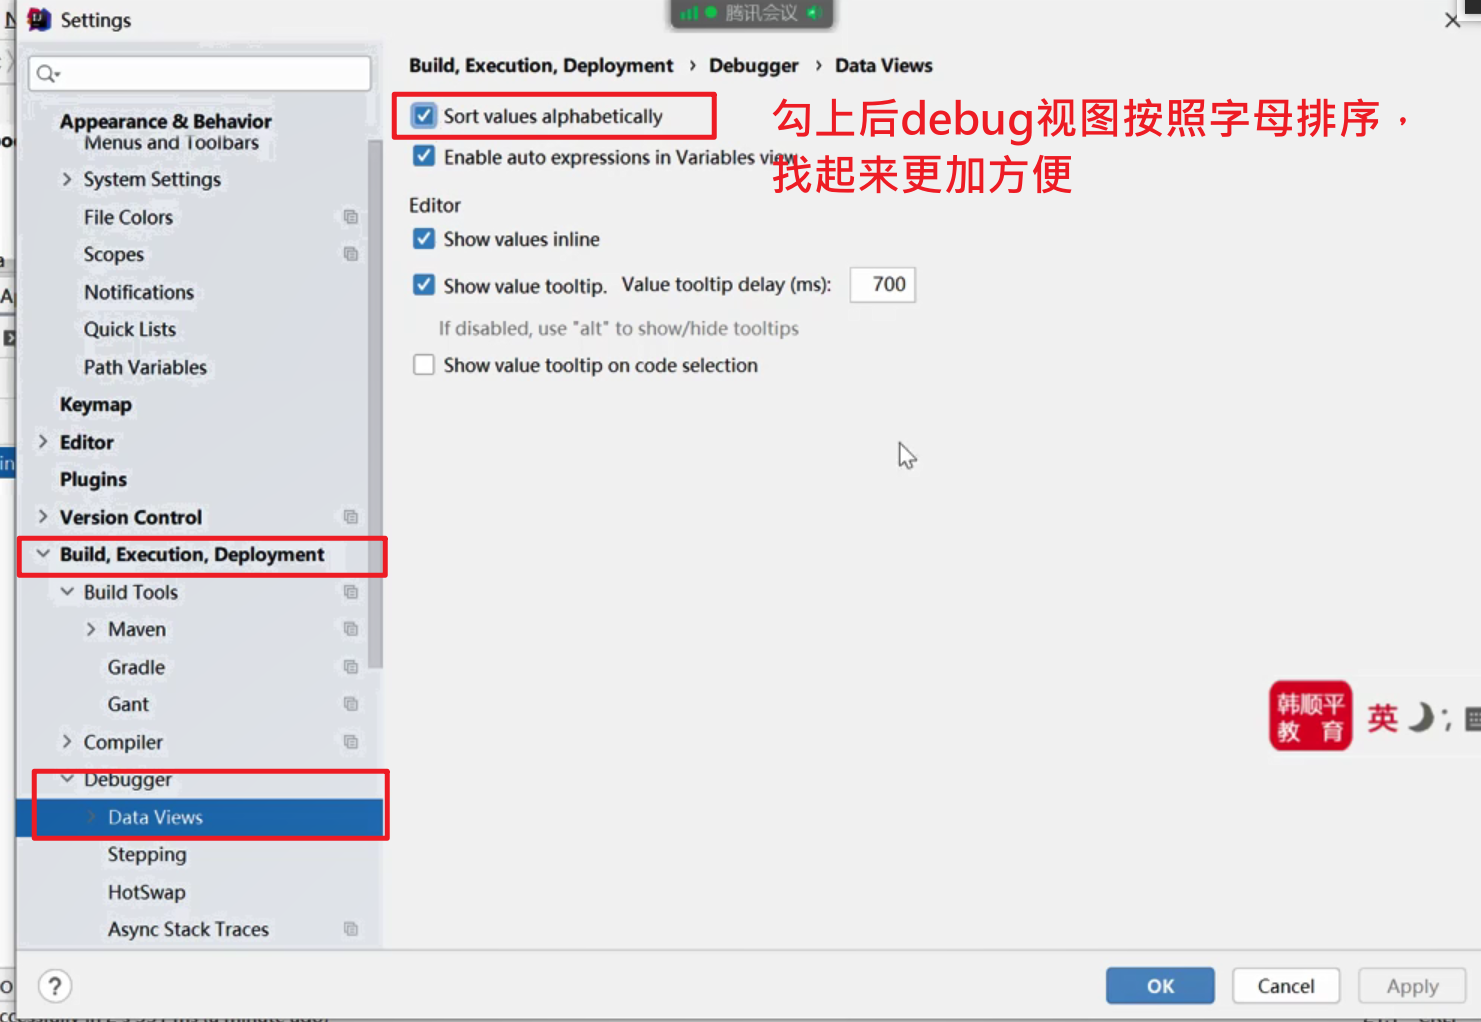 Settings
腾讯会议
Build, Execution, Deployment › Debugger › Data Views
Appearance & Behavior
Menus and Toolbars
System Settings
File Colors
Scopes
Notifications
Quick Lists
Path Variables
Keymap
Editor
Plugins
Version Control
Build, Execution, Deployment
Build Tools
Maven
Gradle
Gant
Compiler
Debugger
Data Views
Stepping
HotSwap
Async Stack Traces
Sort values alphabetically
勾上后debug视图按照字母排序，
找起来更加方便
Enable auto expressions in Variables view
Editor
Show values inline
Show value tooltip. Value tooltip delay (ms): 700
If disabled, use "alt" to show/hide tooltips
Show value tooltip on code selection
韩顺平
教 育
英
?
OK
Cancel
Apply